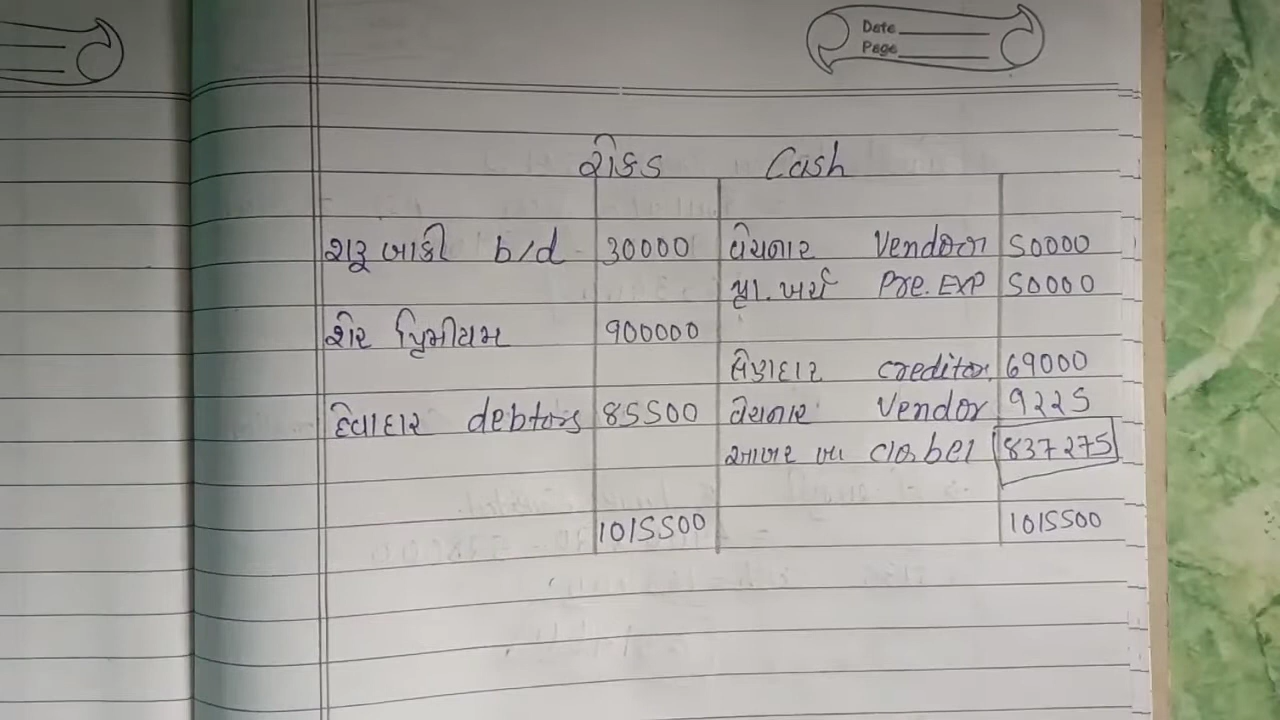 Date
Page
રોકડ Cash
શરૂ બાકી b/d 30000 વેચનાર Vendor 50000
પ્રા. ખર્ચ Pre. EXP 50000
શેર પ્રિમીયમ 900000
લેણદાર creditor 69000
દેવાદાર debtors 85500 વેચનાર Vendor 9225
આખર બા c/d bel 837275
1015500 1015500